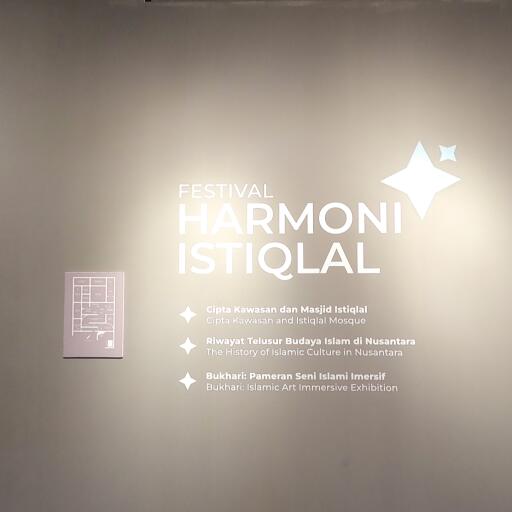 FESTIVAL
HARMONI
ISTIQLAL
Cipta Kawasan dan Masjid Istiqlal
Cipta Kawasan and Istiqlal Mosque
Riwayat Telusur Budaya Islam di Nusantara
The History of Islamic Culture in Nusantara
Bukhari: Pameran Seni Islami Imersif
Bukhari: Islamic Art Immersive Exhibition